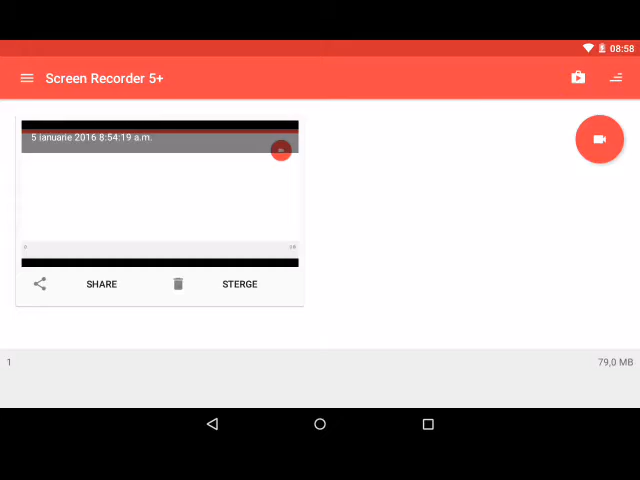 08:58
Screen Recorder 5+
5 ianuarie 2016 8:54:19 a.m.
SHARE
STERGE
1
79,0 MB